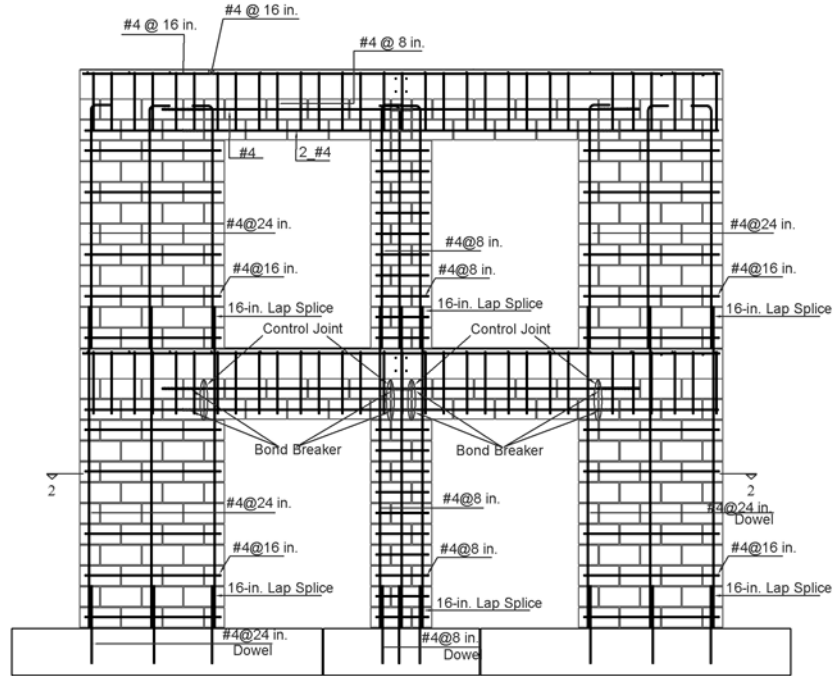 #4 @ 16 in.
#4 @ 16 in.
#4 @ 8 in.
#4
2_#4
#4@24 in.
#4@8 in.
#4@24 in.
#4@16 in.
#4@8 in.
#4@16 in.
16-in. Lap Splice
16-in. Lap Splice
16-in. Lap Splice
Control Joint
Control Joint
Bond Breaker
Bond Breaker
2
2
#4@24 in.
#4@8 in.
#4@24 in.
Dowel
#4@16 in.
#4@8 in.
#4@16 in.
16-in. Lap Splice
16-in. Lap Splice
16-in. Lap Splice
#4@24 in.
Dowel
#4@8 in.
Dowe